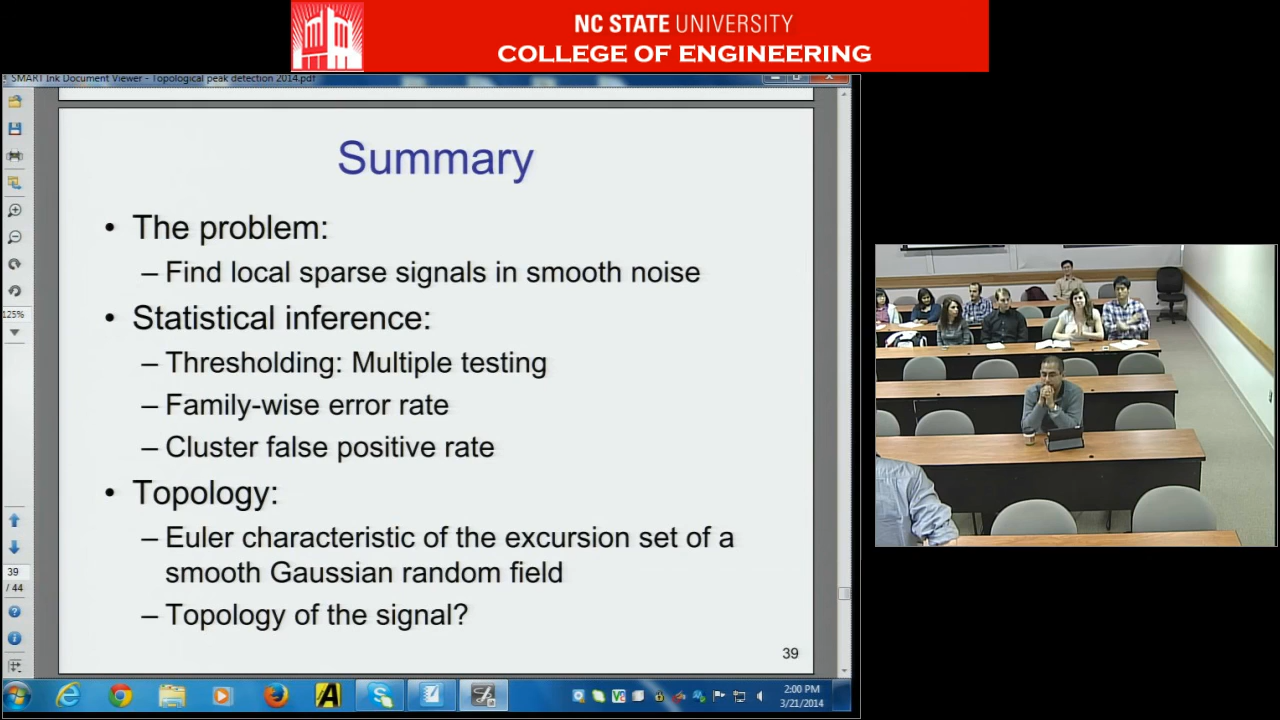 NC STATE UNIVERSITY
COLLEGE OF ENGINEERING
SMART Ink Document Viewer - Topological peak detection 2014.pdf
Summary
• The problem:
– Find local sparse signals in smooth noise
• Statistical inference:
– Thresholding: Multiple testing
– Family-wise error rate
– Cluster false positive rate
• Topology:
– Euler characteristic of the excursion set of a
smooth Gaussian random field
– Topology of the signal?
39
125%
39
/ 44
2:00 PM
3/21/2014